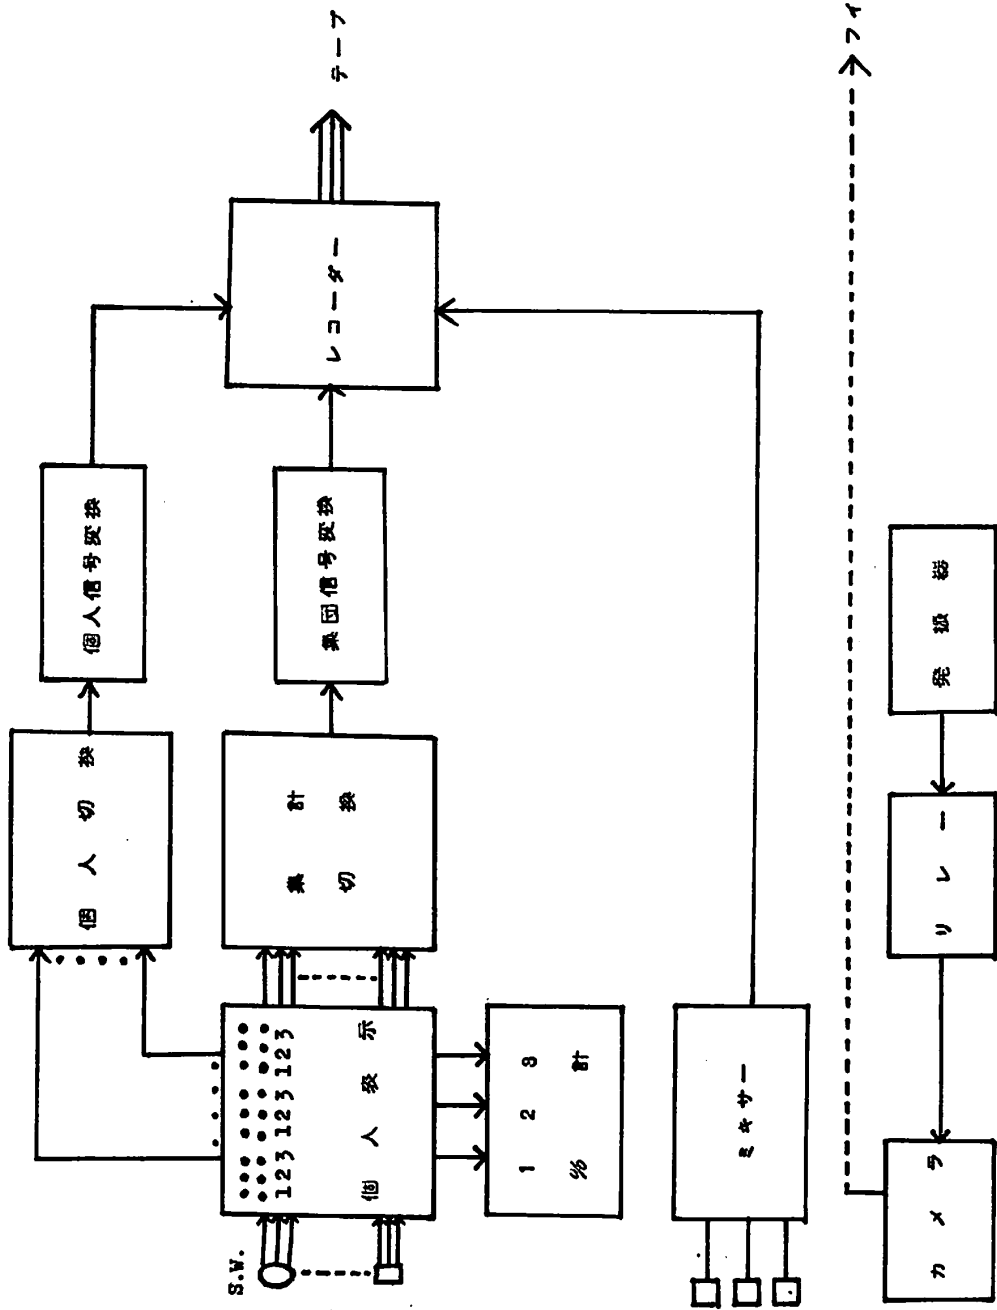 S.W.
123 123 123 123
個人表示
個人切換
個人信号変換
集計
切換
集団信号変換
レコーダー
テープ
1 2 3
% 計
ミキサー
カメラ
リレー
発振器
フイ